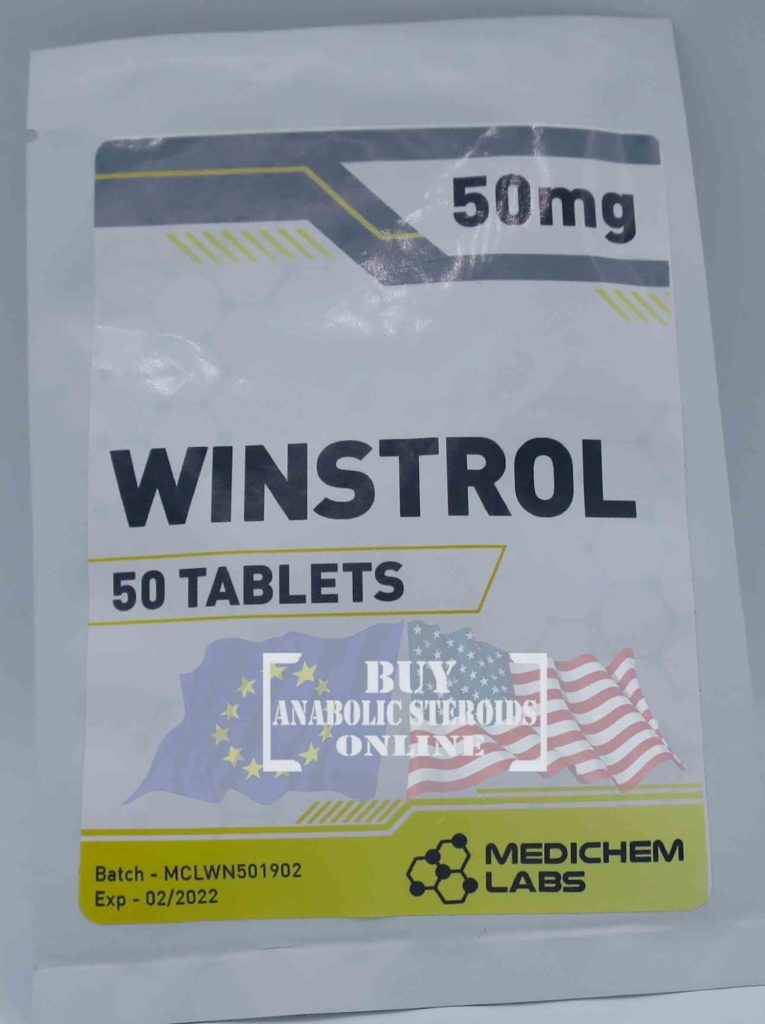 50mg
WINSTROL
50 TABLETS
BUY
ANABOLIC STEROIDS
ONLINE
Batch - MCLWN501902
Exp - 02/2022
MEDICHEM
LABS